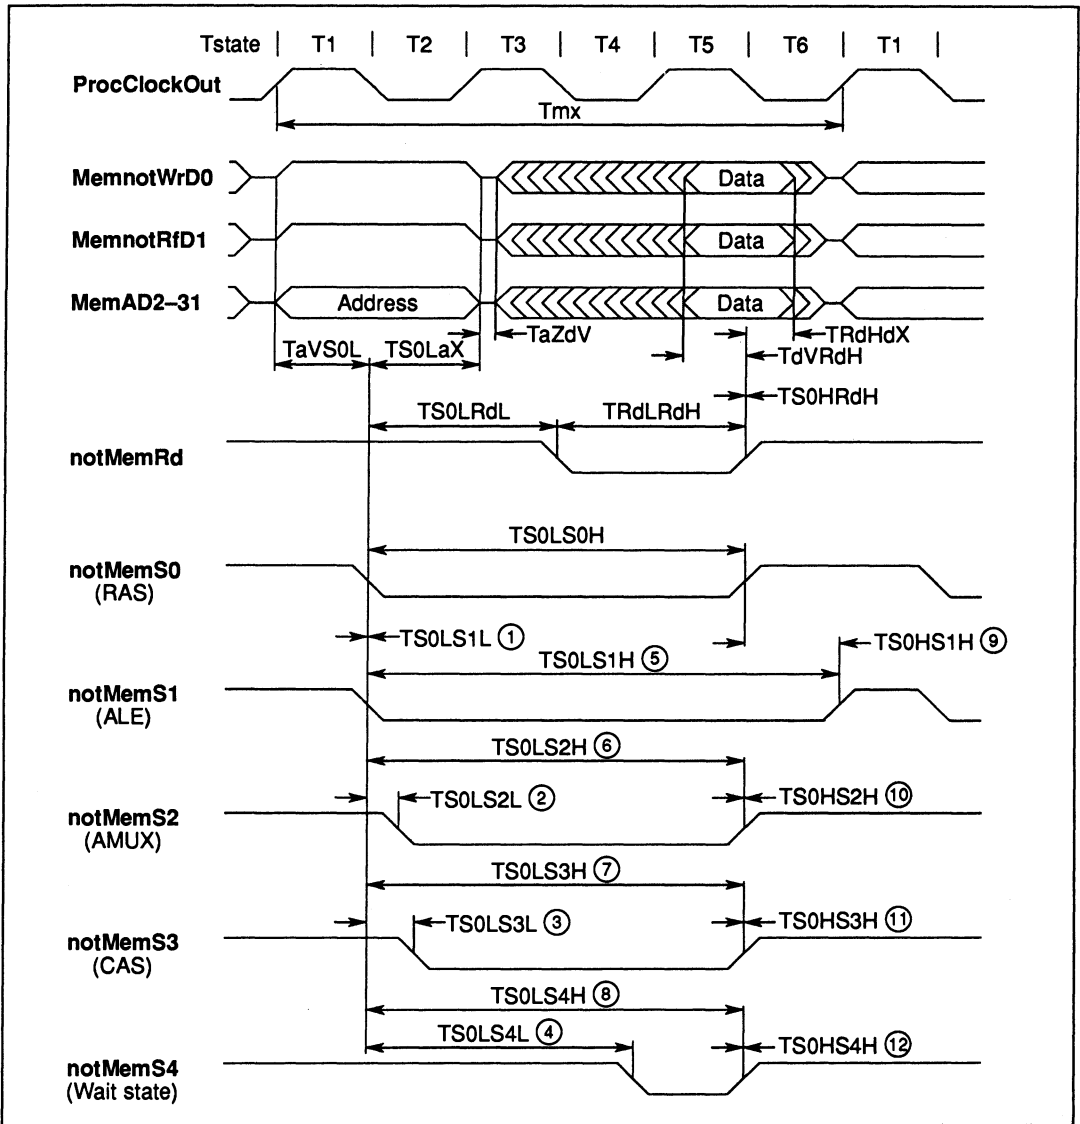 Tstate | T1 | T2 | T3 | T4 | T5 | T6 | T1 |
ProcClockOut
Tmx
MemnotWrD0 Data
MemnotRfD1 Data
MemAD2–31 Address Data
TaZdV TRdHdX
TaVS0L TS0LaX TdVRdH
TS0HRdH
TS0LRdL TRdLRdH
notMemRd
TS0LS0H
notMemS0
(RAS)
TS0LS1L ① TS0HS1H ⑨
TS0LS1H ⑤
notMemS1
(ALE)
TS0LS2H ⑥
TS0LS2L ② TS0HS2H ⑩
notMemS2
(AMUX)
TS0LS3H ⑦
TS0LS3L ③ TS0HS3H ⑪
notMemS3
(CAS)
TS0LS4H ⑧
TS0LS4L ④ TS0HS4H ⑫
notMemS4
(Wait state)